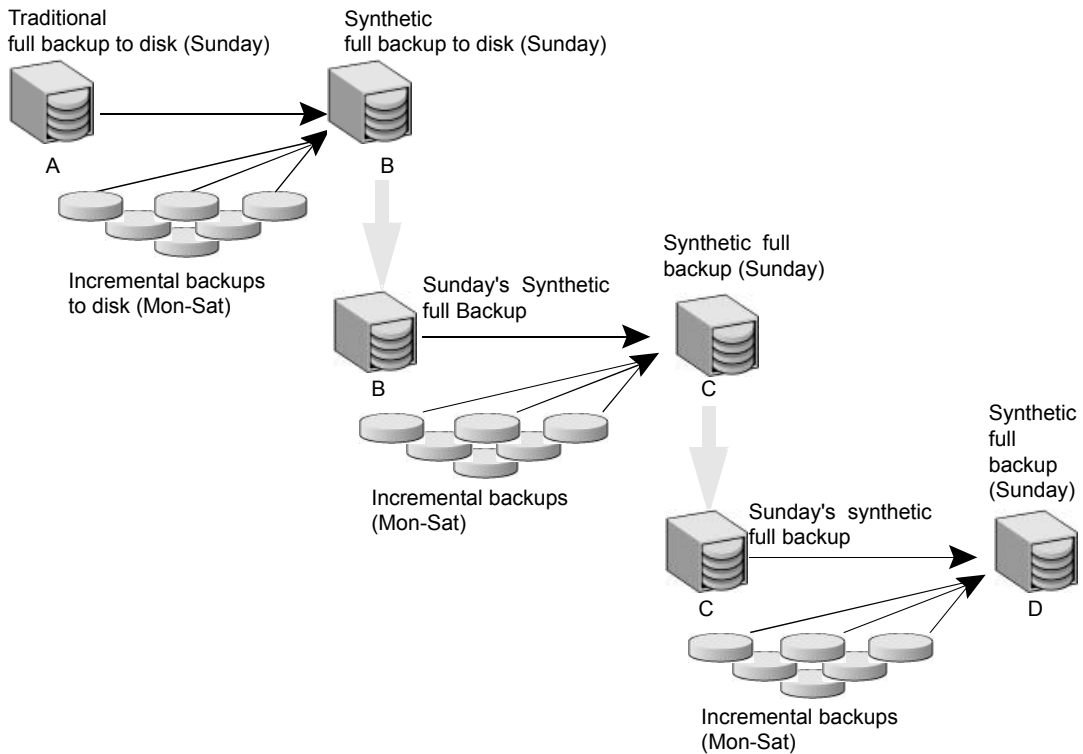 Traditional
full backup to disk (Sunday)
Synthetic
full backup to disk (Sunday)
A
B
Incremental backups
to disk (Mon-Sat)
Sunday's Synthetic
full Backup
Synthetic full
backup (Sunday)
B
C
Incremental backups
(Mon-Sat)
Synthetic
full
backup
(Sunday)
Sunday's synthetic
full backup
C
D
Incremental backups
(Mon-Sat)